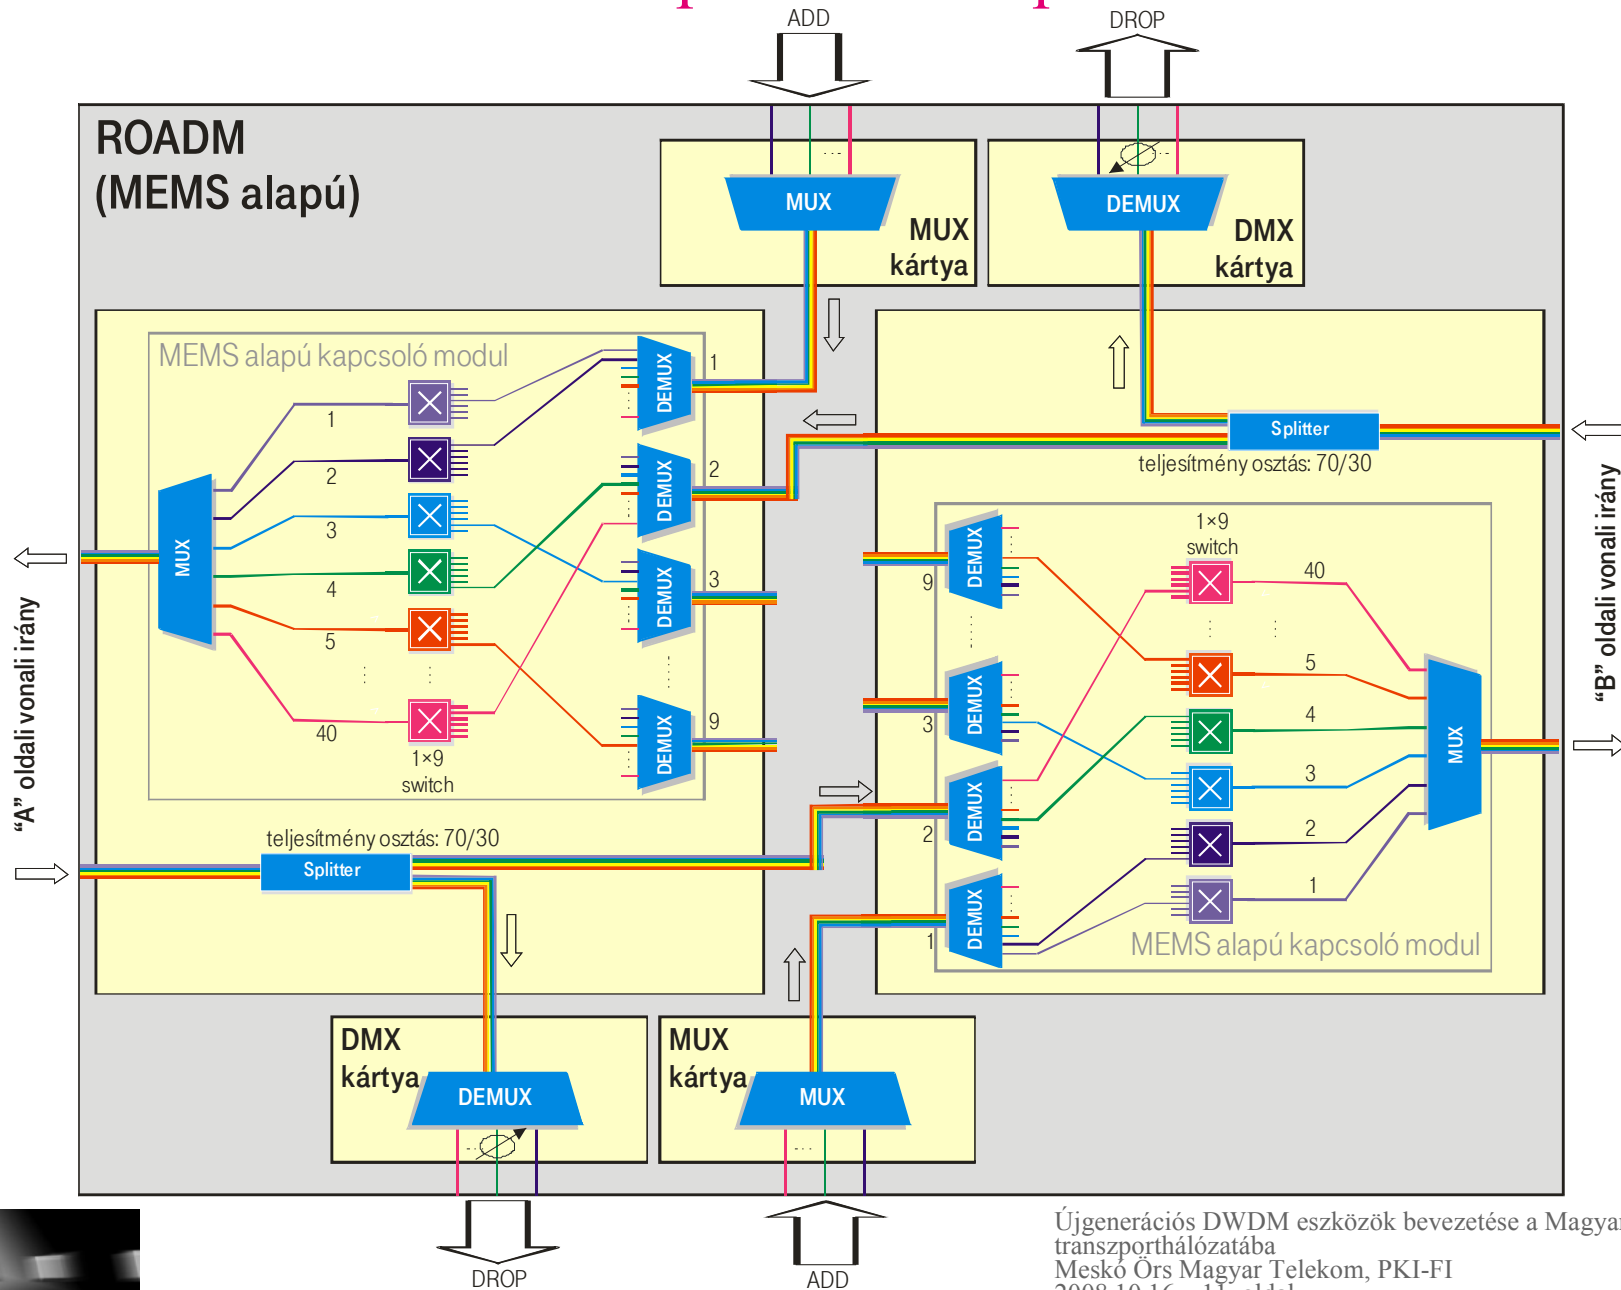 ADD
DROP
ROADM
(MEMS alapú)
MUX
MUX
kártya
DEMUX
DMX
kártya
MEMS alapú kapcsoló modul
1
2
3
4
5
40
1×9
switch
MUX
DEMUX
1
DEMUX
2
DEMUX
3
DEMUX
9
Splitter
teljesítmény osztás: 70/30
"A" oldali vonali irány
"B" oldali vonali irány
1×9
switch
DEMUX
9
DEMUX
3
DEMUX
2
DEMUX
1
40
5
4
3
2
1
MUX
MEMS alapú kapcsoló modul
teljesítmény osztás: 70/30
Splitter
DMX
kártya
DEMUX
MUX
kártya
MUX
DROP
ADD
Újgenerációs DWDM eszközök bevezetése a Magyar
transzporthálózatába
Meskó Örs Magyar Telekom, PKI-FI